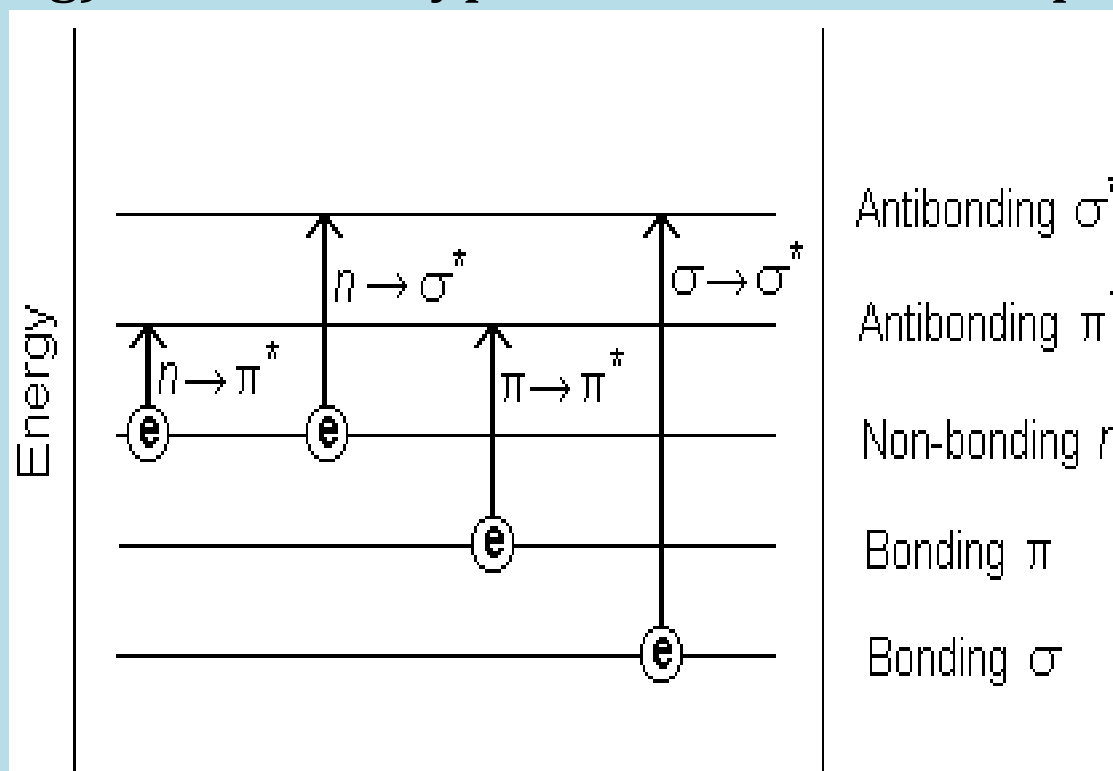 Antibonding σ*
n → σ*
σ → σ*
Antibonding π*
n → π*
π → π*
Energy
e
e
Non-bonding n
e
Bonding π
e
Bonding σ